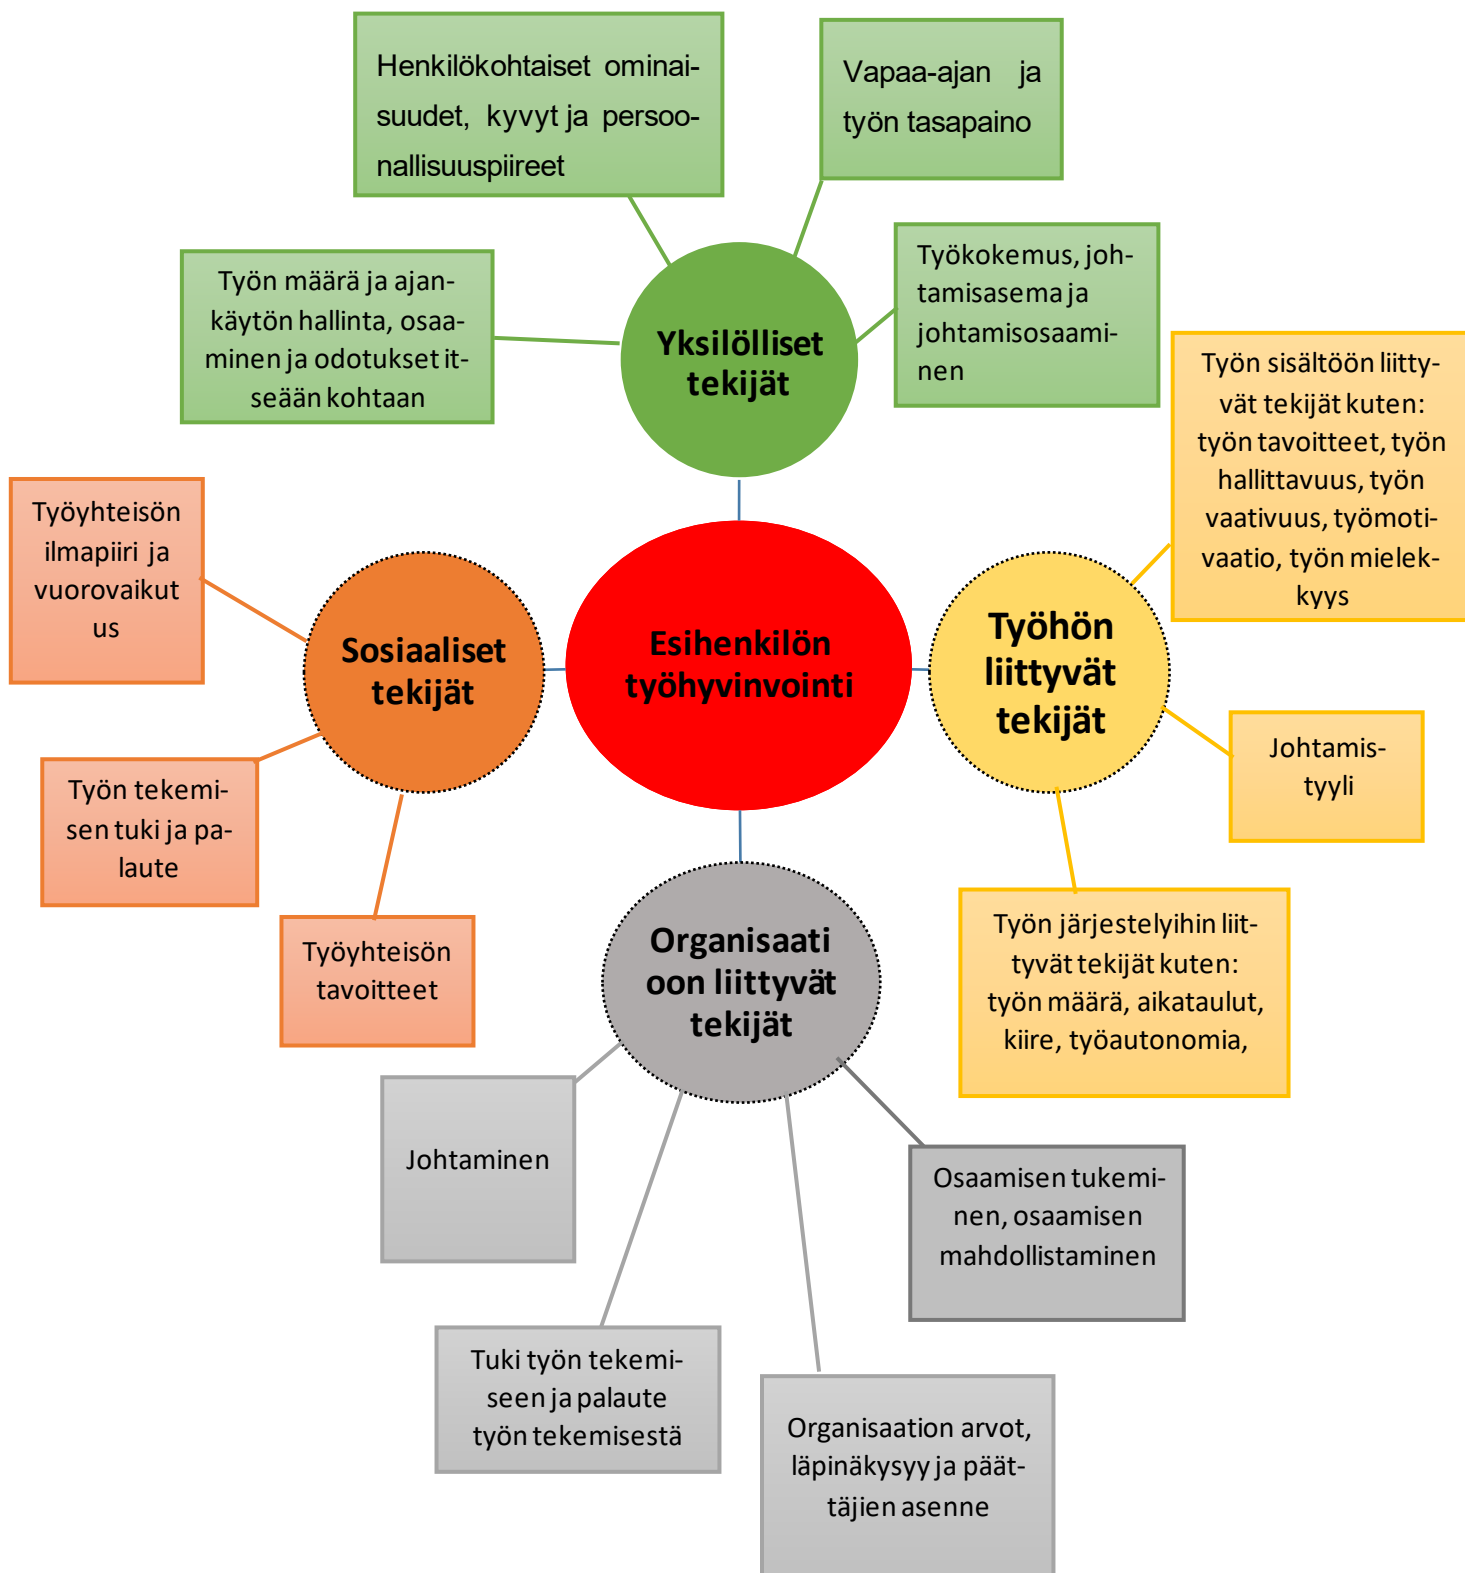 Henkilökohtaiset ominai-
suudet, kyvyt ja persoo-
nallisuuspiireet
Vapaa-ajan ja
työn tasapaino
Työn määrä ja ajan-
käytön hallinta, osaa-
minen ja odotukset it-
seään kohtaan
Yksilölliset
tekijät
Työkokemus, joh-
tamisasema ja
johtamisosaami-
nen
Työn sisältöön liitty-
vät tekijät kuten:
työn tavoitteet, työn
hallittavuus, työn
vaativuus, työmoti-
vaatio, työn mielek-
kyys
Työyhteisön
ilmapiiri ja
vuorovaikut
us
Sosiaaliset
tekijät
Esihenkilön
työhyvinvointi
Työhön
liittyvät
tekijät
Johtamis-
tyyli
Työn tekemi-
sen tuki ja pa-
laute
Työyhteisön
tavoitteet
Organisaati
oon liittyvät
tekijät
Työn järjestelyihin liit-
tyvät tekijät kuten:
työn määrä, aikataulut,
kiire, työautonomia,
Johtaminen
Osaamisen tukemi-
nen, osaamisen
mahdollistaminen
Tuki työn tekemi-
seen ja palaute
työn tekemisestä
Organisaation arvot,
läpinäkysyy ja päät-
täjien asenne